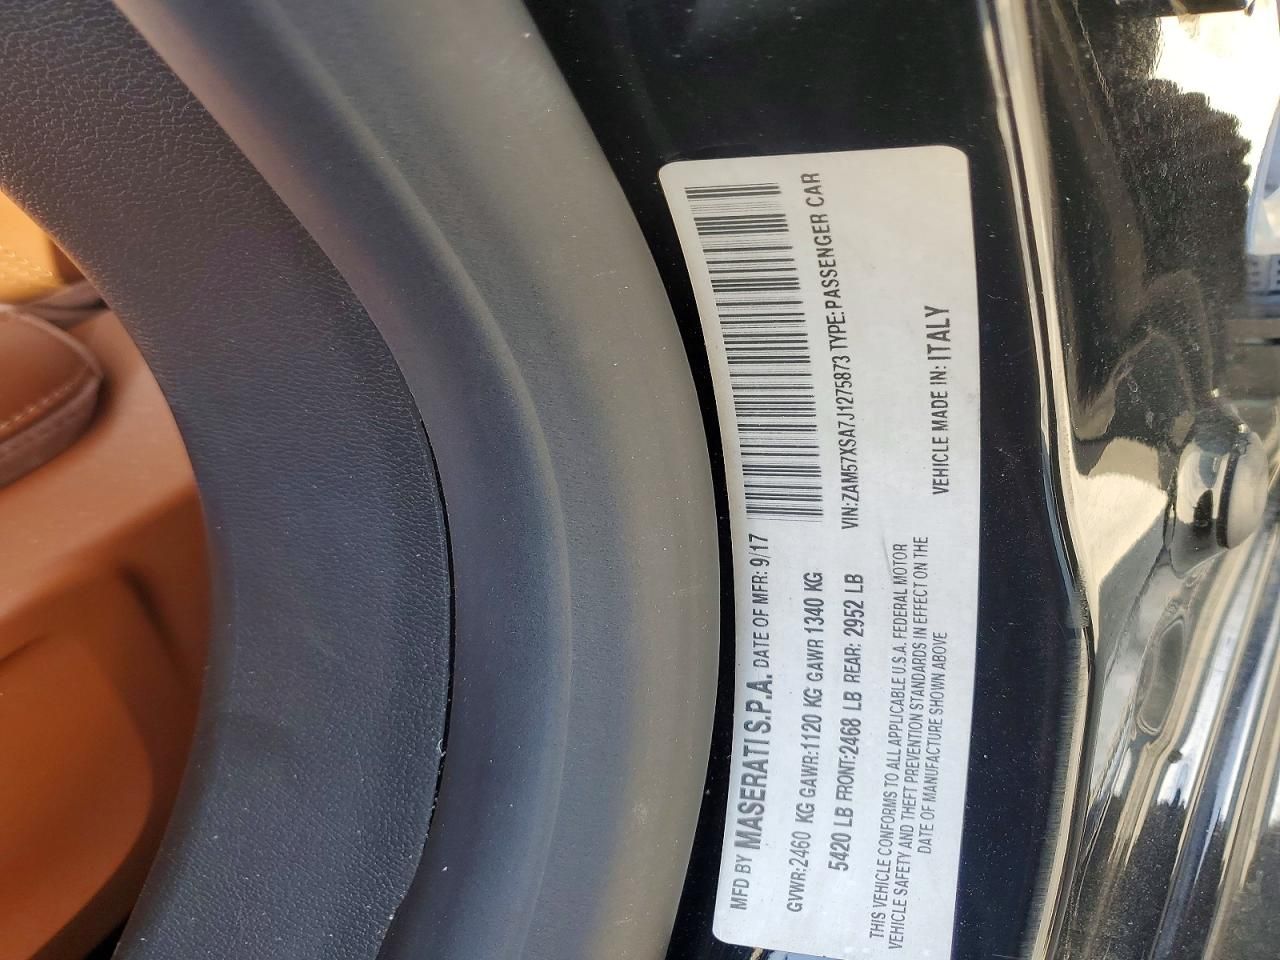 MFD BY MASERATI S.P.A. DATE OF MFR: 9/17
GVWR:2460 KG GAWR:1120 KG GAWR 1340 KG
5420 LB FRONT:2468 LB REAR: 2952 LB
VIN:ZAM57XSA7J1275873 TYPE:PASSENGER CAR
THIS VEHICLE CONFORMS TO ALL APPLICABLE U.S.A. FEDERAL MOTOR
VEHICLE SAFETY AND THEFT PREVENTION STANDARDS IN EFFECT ON THE
DATE OF MANUFACTURE SHOWN ABOVE
VEHICLE MADE IN: ITALY